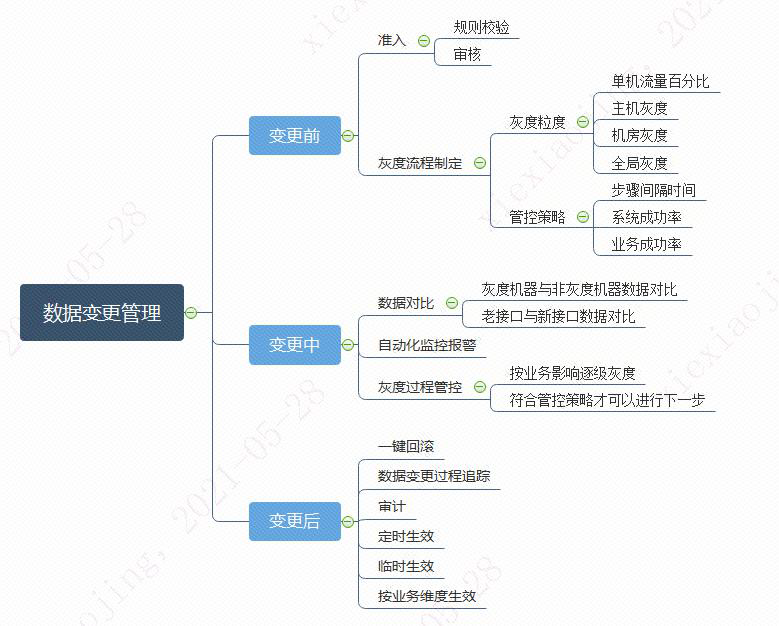 数据变更管理
变更前
准入
规则校验
审核
灰度流程制定
灰度粒度
单机流量百分比
主机灰度
机房灰度
全局灰度
管控策略
步骤间隔时间
系统成功率
业务成功率
变更中
数据对比
灰度机器与非灰度机器数据对比
老接口与新接口数据对比
自动化监控报警
灰度过程管控
按业务影响逐级灰度
符合管控策略才可以进行下一步
变更后
一键回滚
数据变更过程追踪
审计
定时生效
临时生效
按业务维度生效
xiexiaojing, 2021-05-28